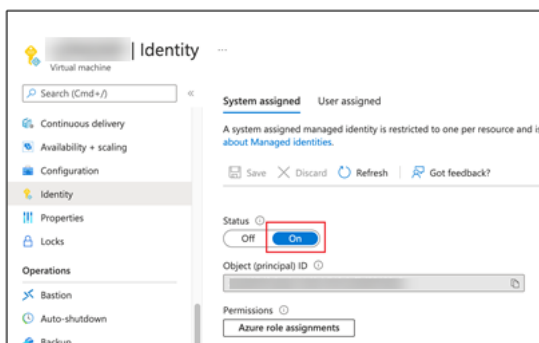 | Identity ...
Virtual machine
Search (Cmd+/)
«
Continuous delivery
Availability + scaling
Configuration
Identity
Properties
Locks
Operations
Bastion
Auto-shutdown
Backup
System assigned User assigned
A system assigned managed identity is restricted to one per resource and is
about Managed identities.
Save Discard Refresh Got feedback?
Status
Off On
Object (principal) ID
Permissions
Azure role assignments